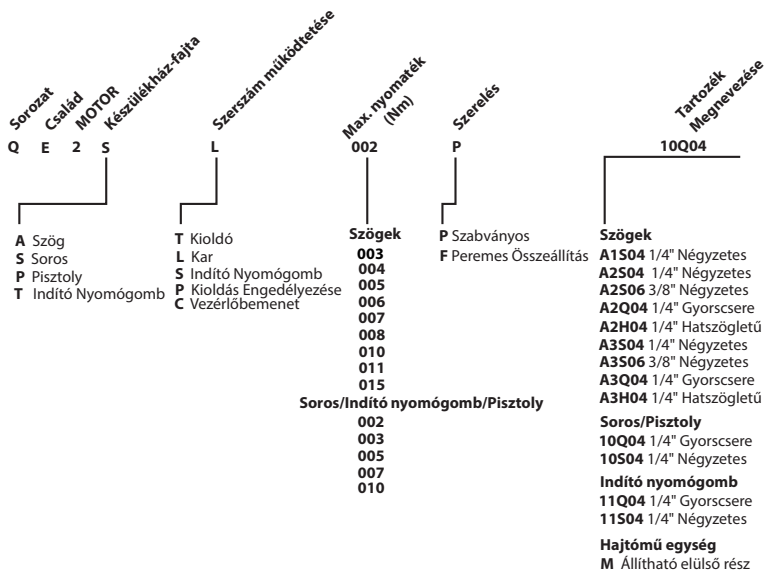 Sorozat
Család
MOTOR
Készülékház-fajta
Szerszám működtetése
Max. nyomaték
(Nm)
Szerelés
Tartozék
Megnevezése
Q E 2 S L 002 P 10Q04
A Szög
S Soros
P Pisztoly
T Indító Nyomógomb
T Kioldó
L Kar
S Indító Nyomógomb
P Kioldás Engedélyezése
C Vezérlőbemenet
Szögek
003
004
005
006
007
008
010
011
015
Soros/Indító nyomógomb/Pisztoly
002
003
005
007
010
P Szabványos
F Peremes Összeállítás
Szögek
A1S04 1/4" Négyzetes
A2S04 1/4" Négyzetes
A2S06 3/8" Négyzetes
A2Q04 1/4" Gyorscsere
A2H04 1/4" Hatszögletű
A3S04 1/4" Négyzetes
A3S06 3/8" Négyzetes
A3Q04 1/4" Gyorscsere
A3H04 1/4" Hatszögletű
Soros/Pisztoly
10Q04 1/4" Gyorscsere
10S04 1/4" Négyzetes
Indító nyomógomb
11Q04 1/4" Gyorscsere
11S04 1/4" Négyzetes
Hajtómű egység
M Állítható elülső rész